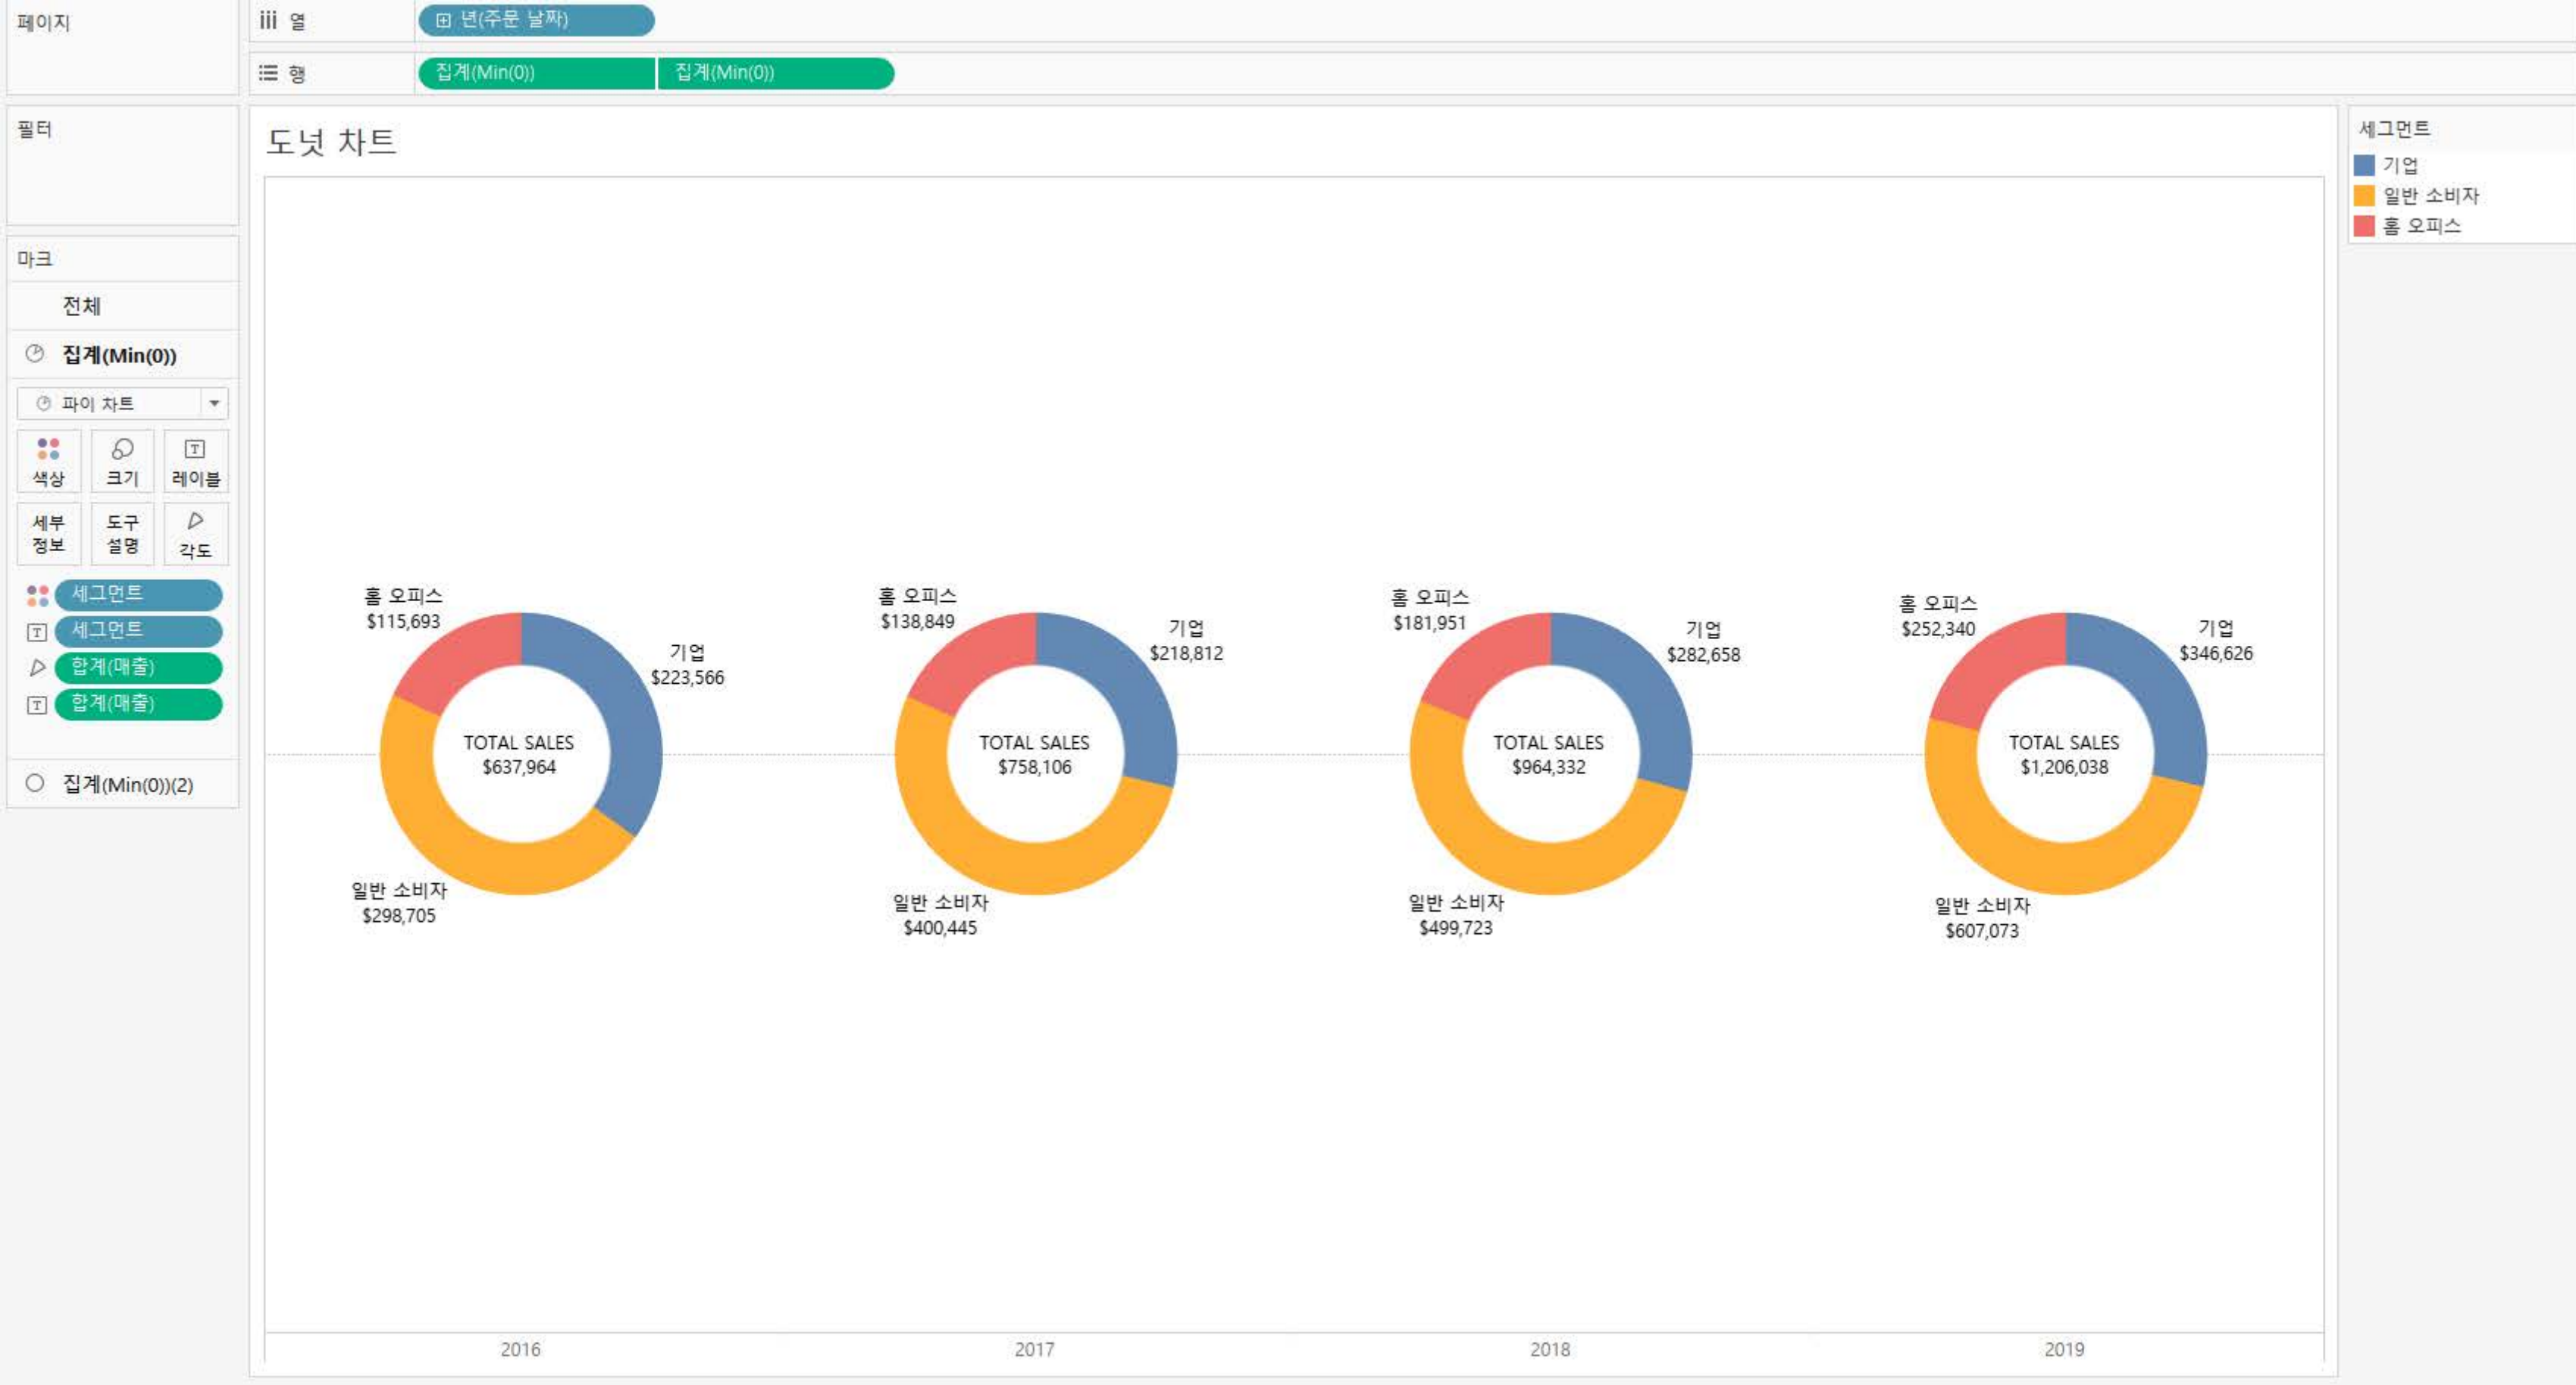 페이지
열
년(주문 날짜)
행
집계(Min(0))
집계(Min(0))
필터
마크
전체
집계(Min(0))
파이 차트
색상
크기
레이블
세부
정보
도구
설명
각도
세그먼트
세그먼트
합계(매출)
합계(매출)
집계(Min(0))(2)
도넛 차트
홈 오피스
$115,693
기업
$223,566
TOTAL SALES
$637,964
일반 소비자
$298,705
홈 오피스
$138,849
기업
$218,812
TOTAL SALES
$758,106
일반 소비자
$400,445
홈 오피스
$181,951
기업
$282,658
TOTAL SALES
$964,332
일반 소비자
$499,723
홈 오피스
$252,340
기업
$346,626
TOTAL SALES
$1,206,038
일반 소비자
$607,073
2016
2017
2018
2019
세그먼트
기업
일반 소비자
홈 오피스